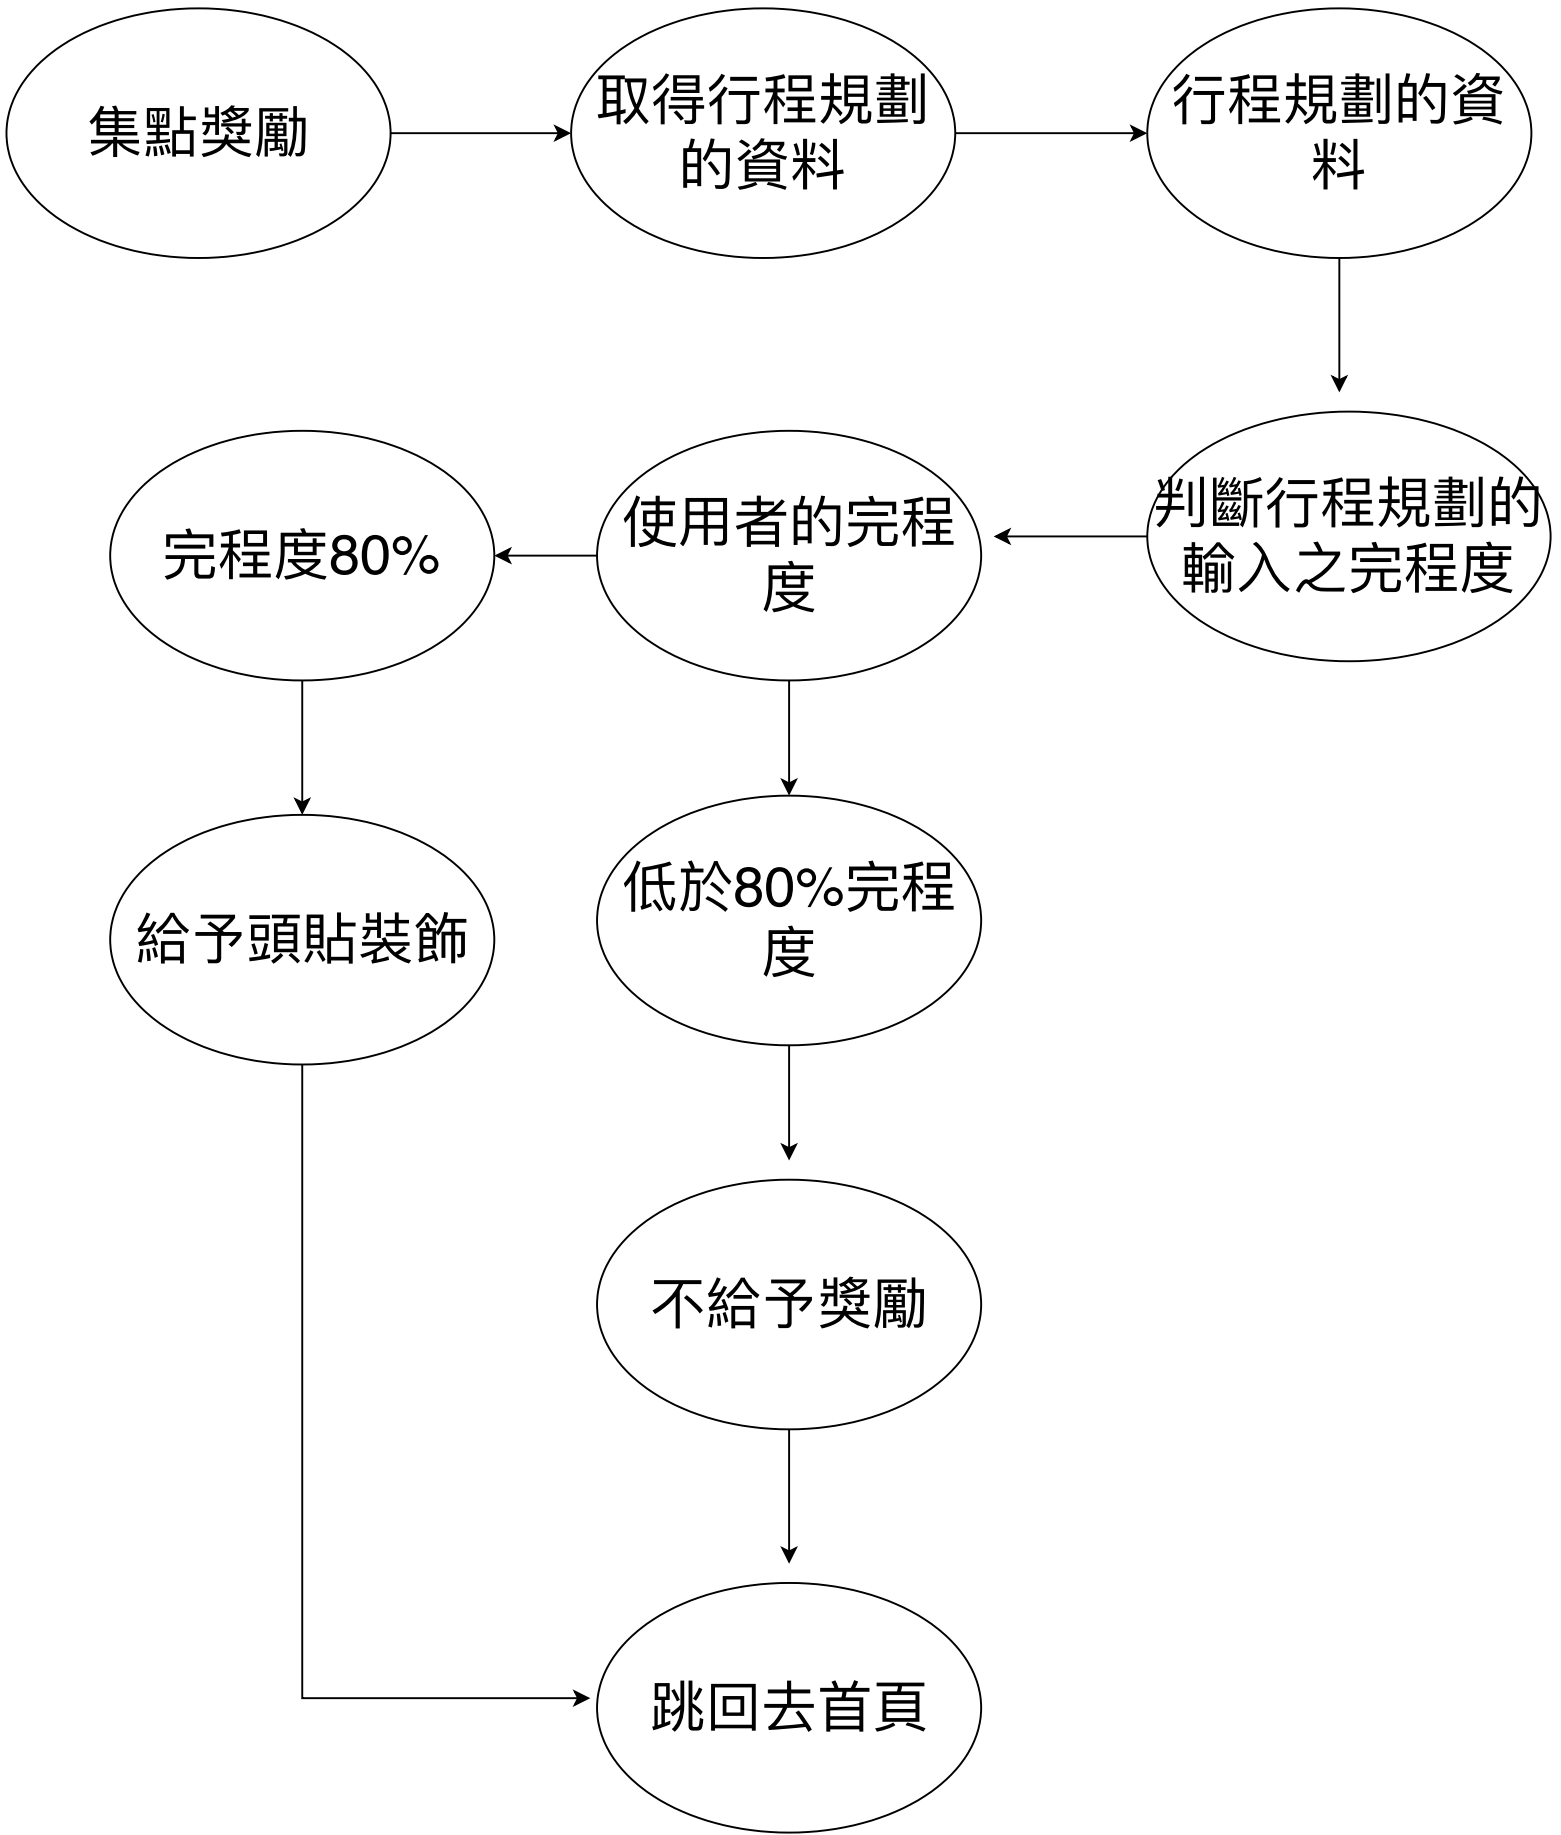 集點獎勵
取得行程規劃
的資料
行程規劃的資
料
判斷行程規劃的
輸入之完程度
使用者的完程
度
完程度80%
給予頭貼裝飾
低於80%完程
度
不給予獎勵
跳回去首頁